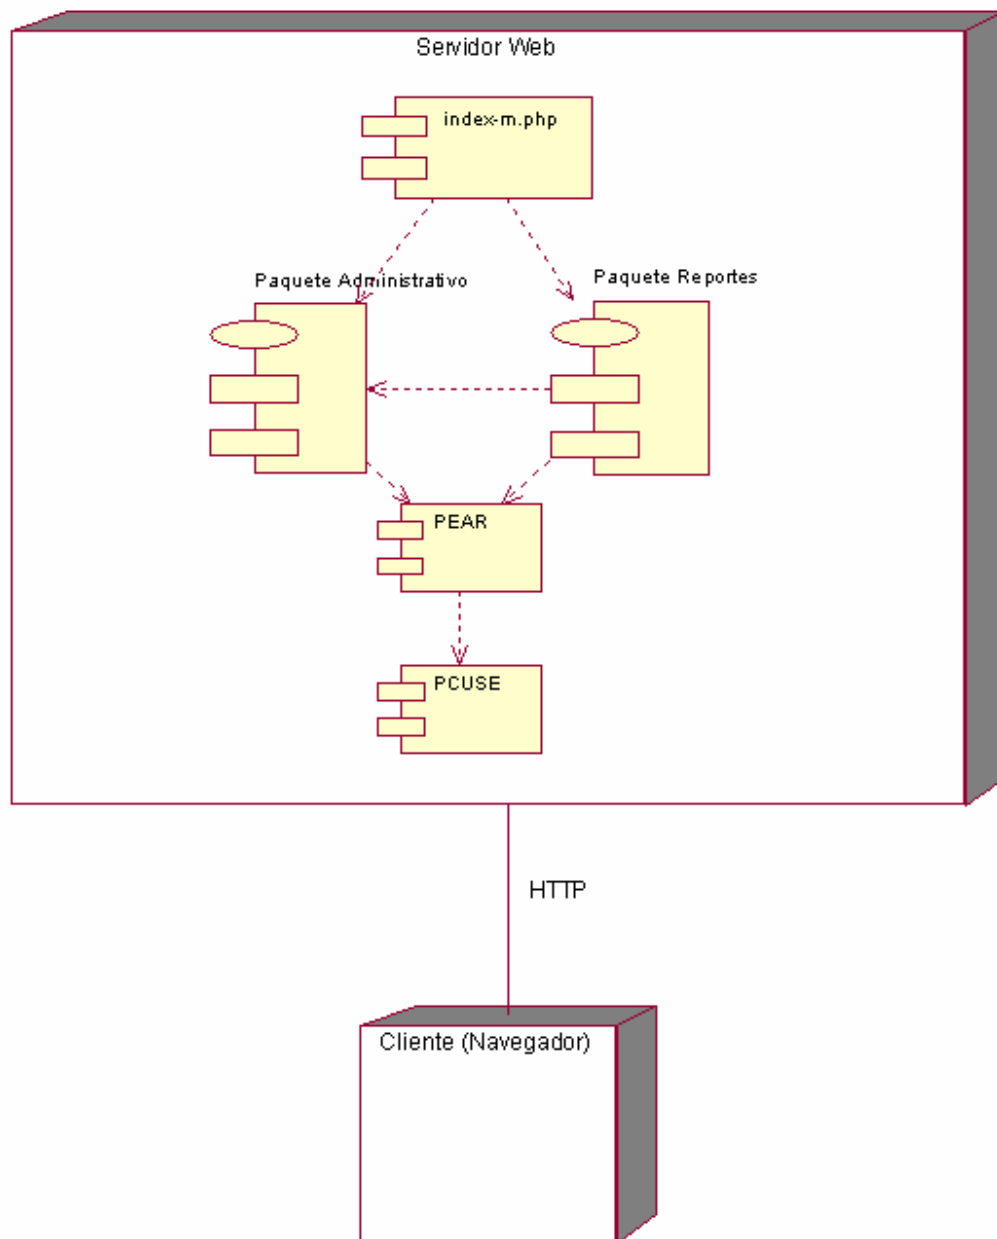 Servidor Web
index-m.php
Paquete Administrativo
Paquete Reportes
PEAR
PCUSE
HTTP
Cliente (Navegador)